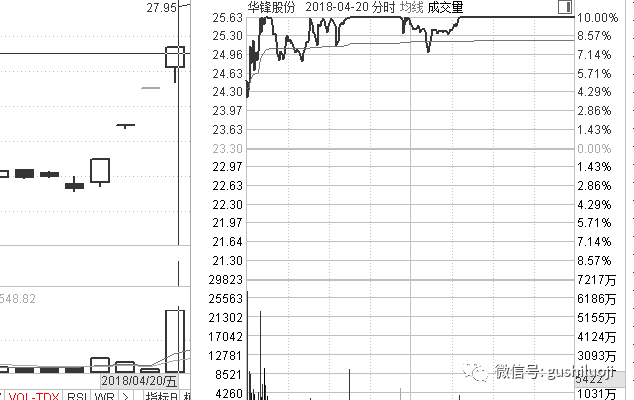 27.95
548.82
2018/04/20/五
VOL-TDX RSI WR 指标B
华锋股份 2018-04-20 分时 均线 成交量
25.63 10.00%
25.30 8.57%
24.96 7.14%
24.63 5.71%
24.30 4.29%
23.97 2.86%
23.63 1.43%
23.30 0.00%
22.97 1.43%
22.63 2.86%
22.30 4.29%
21.97 5.71%
21.64 7.14%
21.30 8.57%
29823 7217万
25563 6186万
21302 5155万
17042 4124万
12781 3093万
8521 5422
4260 1031万
微信号: gushiluoji